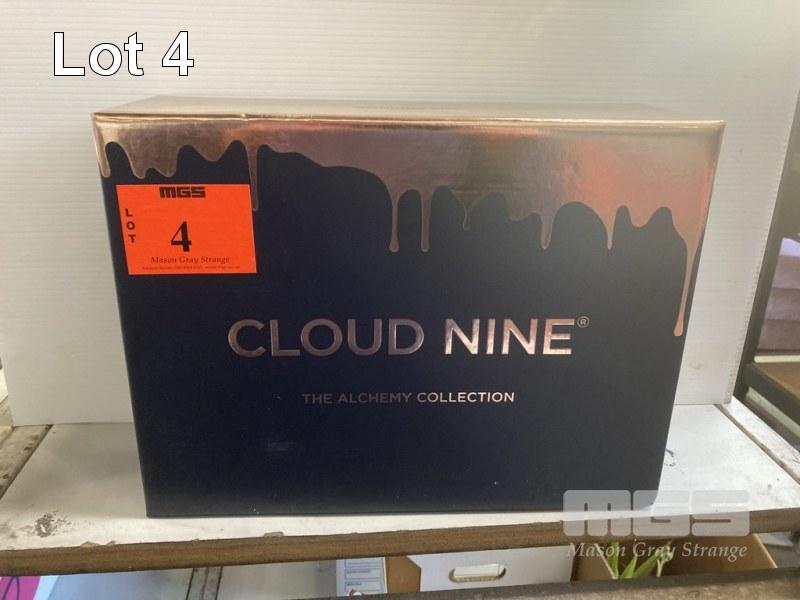 Lot 4
MGS
LOT
4
Mason Gray Strange
CLOUD NINE®
THE ALCHEMY COLLECTION
MGS
Mason Gray Strange